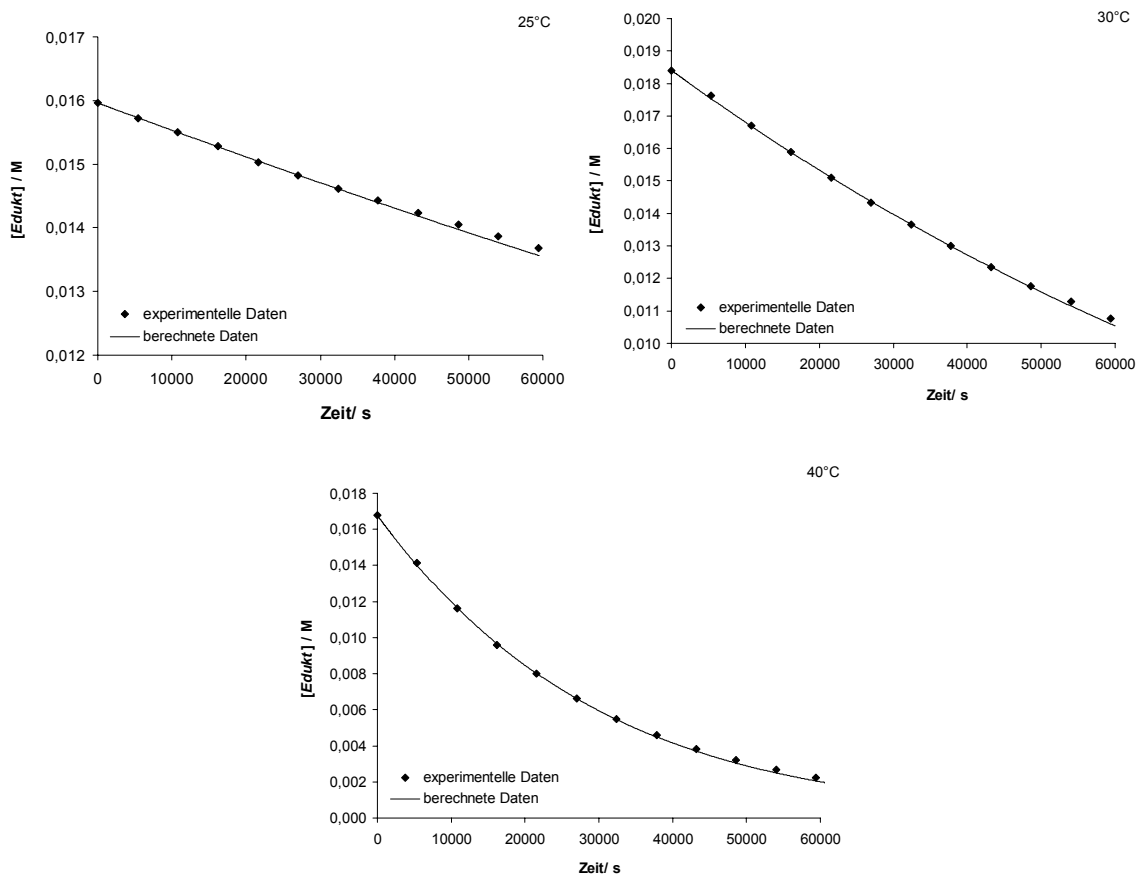 25°C
0,017
0,016
0,015
0,014
0,013
0,012
[Edukt] / M
experimentelle Daten
berechnete Daten
0 10000 20000 30000 40000 50000 60000
Zeit/ s
30°C
0,020
0,019
0,018
0,017
0,016
0,015
0,014
0,013
0,012
0,011
0,010
[Edukt] / M
experimentelle Daten
berechnete Daten
0 10000 20000 30000 40000 50000 60000
Zeit/ s
40°C
0,018
0,016
0,014
0,012
0,010
0,008
0,006
0,004
0,002
0,000
[Edukt] / M
experimentelle Daten
berechnete Daten
0 10000 20000 30000 40000 50000 60000
Zeit/ s